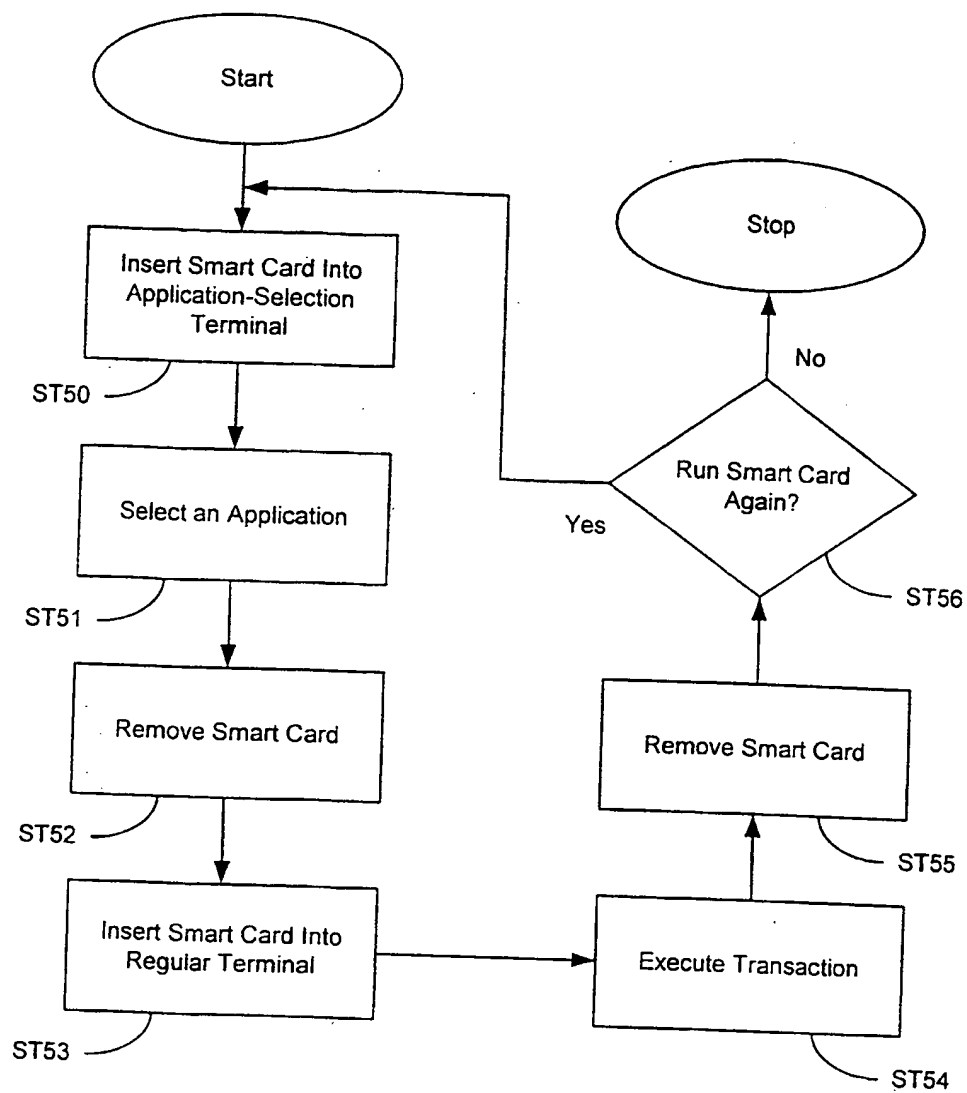 Start
Insert Smart Card Into
Application-Selection
Terminal
ST50
Select an Application
ST51
Remove Smart Card
ST52
Insert Smart Card Into
Regular Terminal
ST53
Execute Transaction
ST54
Remove Smart Card
ST55
Run Smart Card
Again?
ST56
Yes
No
Stop